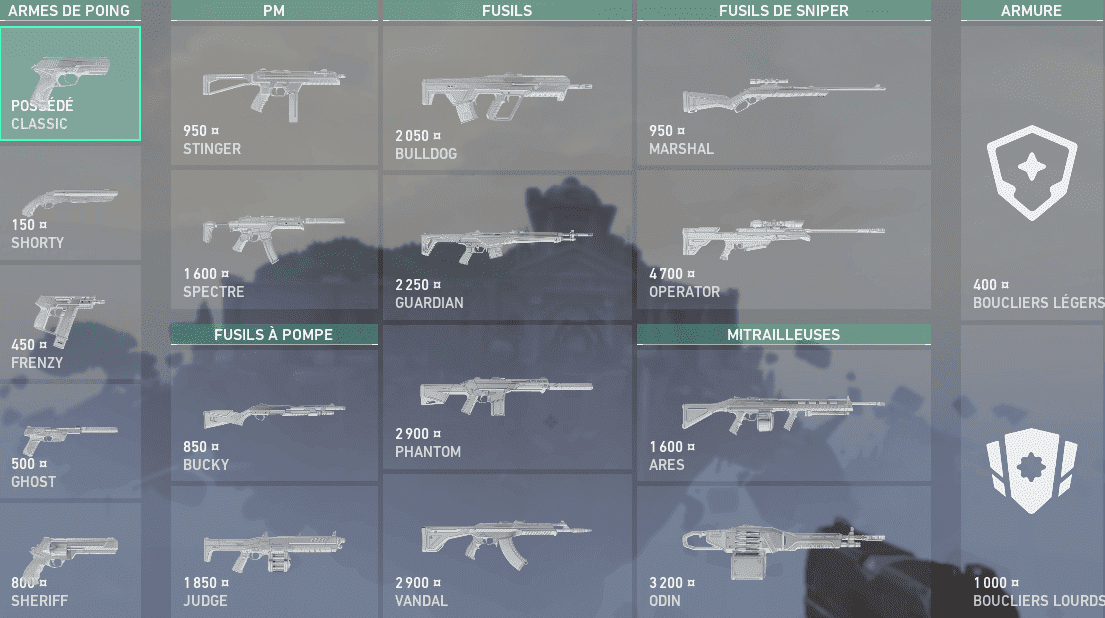 ARMES DE POING
POSSÉDÉ
CLASSIC
150 ¤
SHORTY
450 ¤
FRENZY
500 ¤
GHOST
800 ¤
SHERIFF
PM
950 ¤
STINGER
1 600 ¤
SPECTRE
FUSILS À POMPE
850 ¤
BUCKY
1 850 ¤
JUDGE
FUSILS
2 050 ¤
BULLDOG
2 250 ¤
GUARDIAN
2 900 ¤
PHANTOM
2 900 ¤
VANDAL
FUSILS DE SNIPER
950 ¤
MARSHAL
4 700 ¤
OPERATOR
MITRAILLEUSES
1 600 ¤
ARES
3 200 ¤
ODIN
ARMURE
400 ¤
BOUCLIERS LÉGERS
1 000 ¤
BOUCLIERS LOURDS